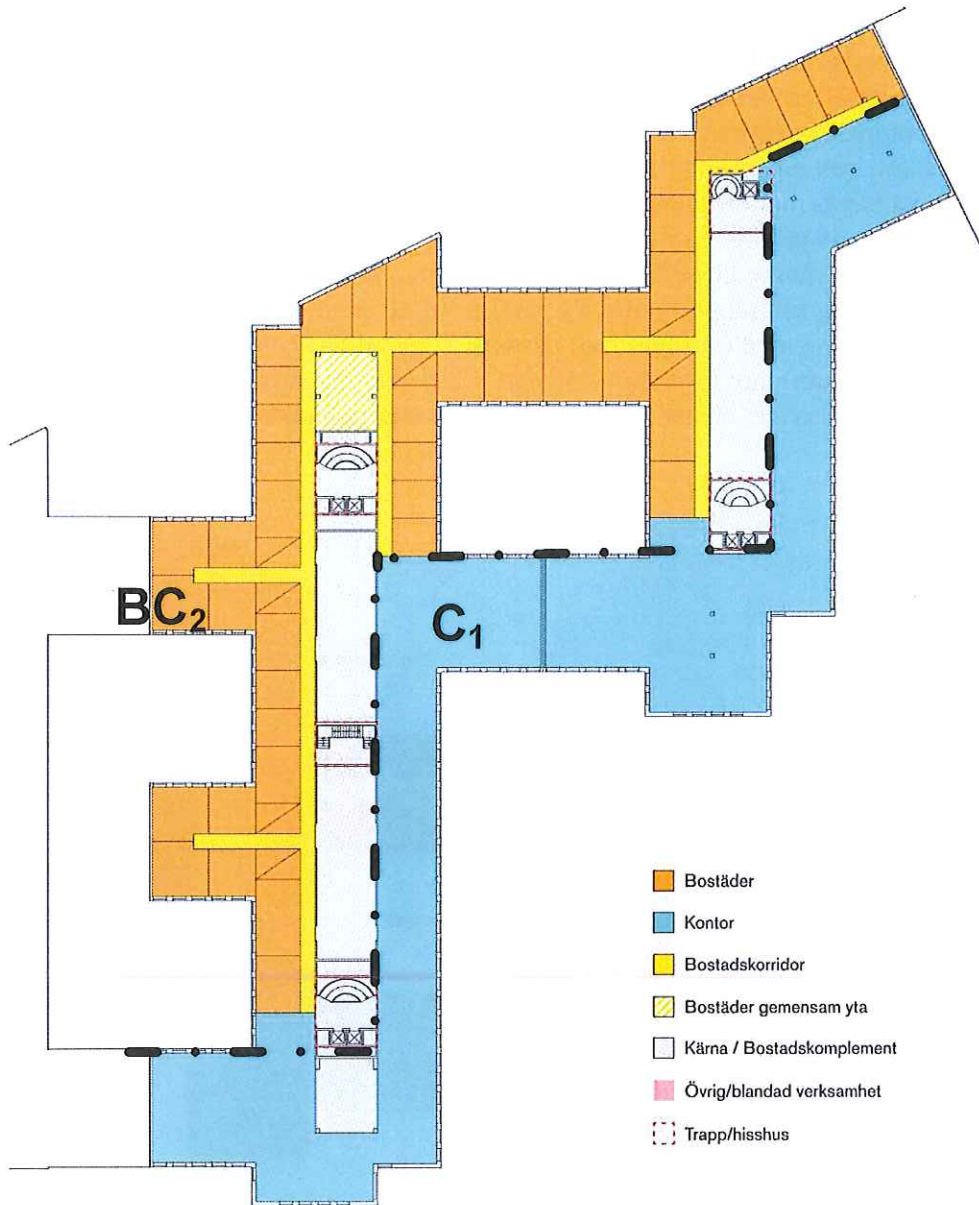 BC₂
C₁
Bostäder
Kontor
Bostadskorridor
Bostäder gemensam yta
Kärna / Bostadskomplement
Övrig/blandad verksamhet
Trapp/hisshus